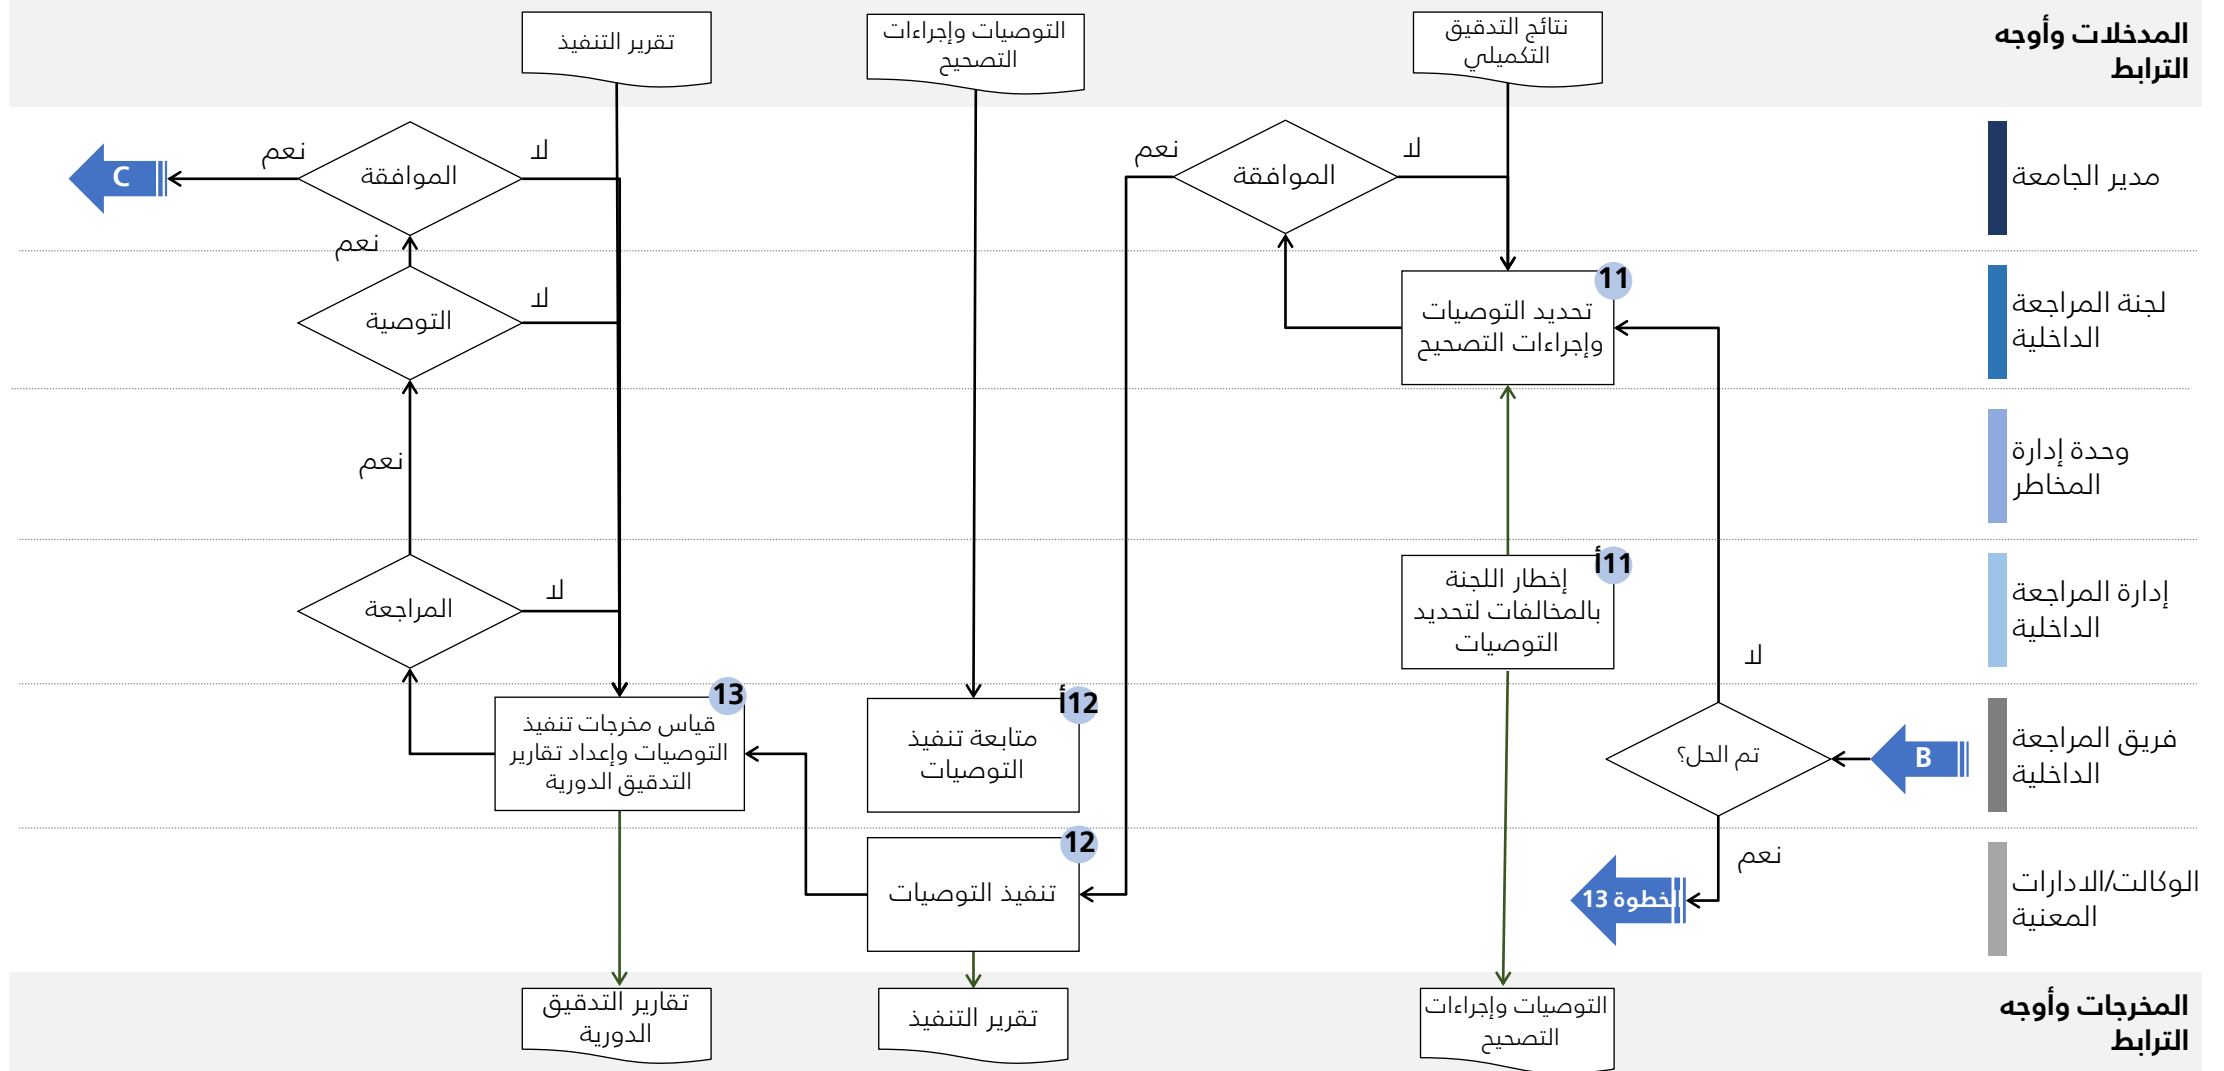 المدخلات وأوجه
الترابط
نتائج التدقيق
التكميلي
التوصيات وإجراءات
التصحيح
تقرير التنفيذ
مدير الجامعة
لا
الموافقة
نعم
لا
الموافقة
نعم
C
نعم
لجنة المراجعة
الداخلية
11
تحديد التوصيات
وإجراءات التصحيح
لا
التوصية
وحدة إدارة
المخاطر
نعم
إدارة المراجعة
الداخلية
11أ
إخطار اللجنة
بالمخالفات لتحديد
التوصيات
لا
المراجعة
لا
فريق المراجعة
الداخلية
B
تم الحل؟
12أ
متابعة تنفيذ
التوصيات
13
قياس مخرجات تنفيذ
التوصيات وإعداد تقارير
التدقيق الدورية
الوكالت/الادارات
المعنية
نعم
الخطوة 13
12
تنفيذ التوصيات
المخرجات وأوجه
الترابط
التوصيات وإجراءات
التصحيح
تقرير التنفيذ
تقارير التدقيق
الدورية